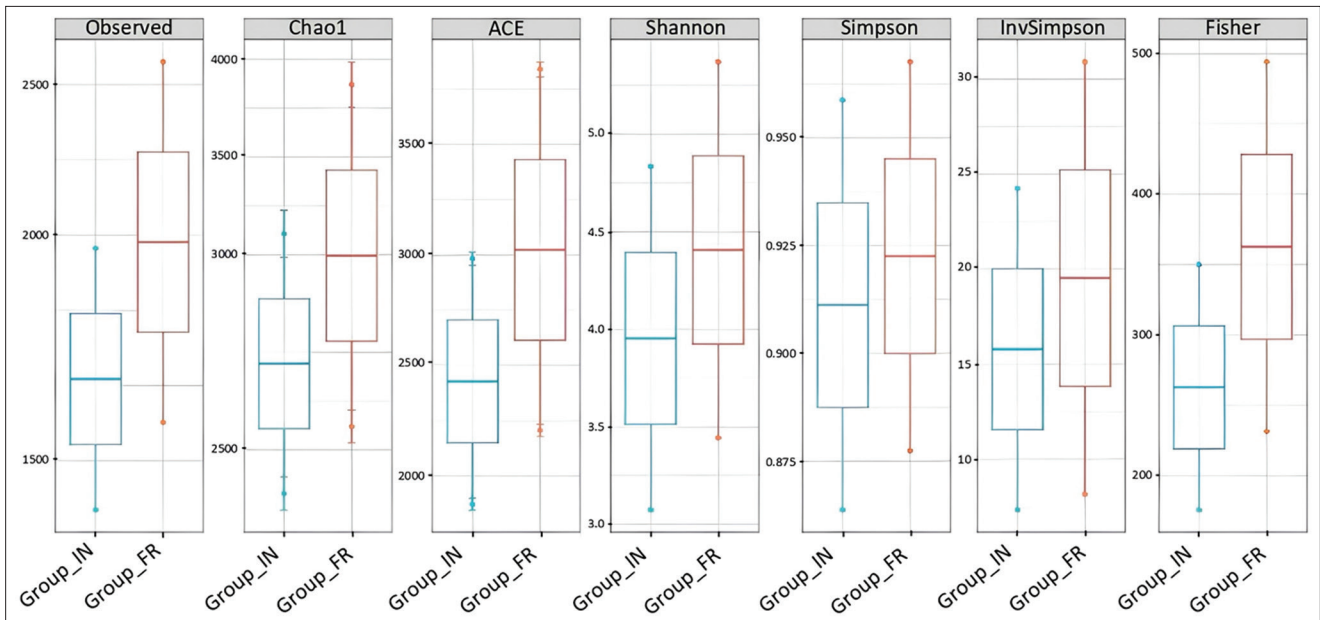 Observed
2500
2000
1500
Group_IN
Group_FR
Chao1
4000
3500
3000
2500
Group_IN
Group_FR
ACE
3500
3000
2500
2000
Group_IN
Group_FR
Shannon
5.0
4.5
4.0
3.5
3.0
Group_IN
Group_FR
Simpson
0.950
0.925
0.900
0.875
Group_IN
Group_FR
InvSimpson
30
25
20
15
10
Group_IN
Group_FR
Fisher
500
400
300
200
Group_IN
Group_FR